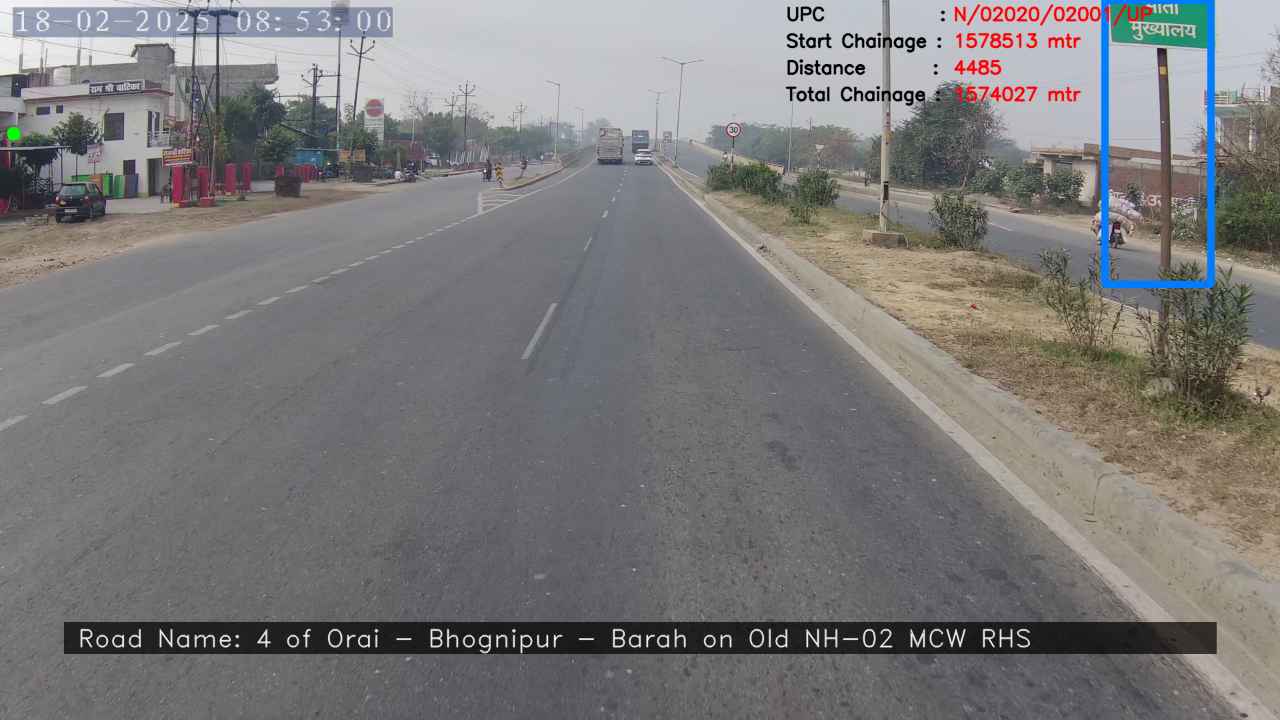 18-02-2025 08:53:00
UPC : N/02020/02001/UP
Start Chainage : 1578513 mtr
Distance : 4485
Total Chainage : 1574027 mtr
माती
मुख्यालय
राम श्री वाटिका
30
Road Name: 4 of Orai - Bhognipur - Barah on Old NH-02 MCW RHS